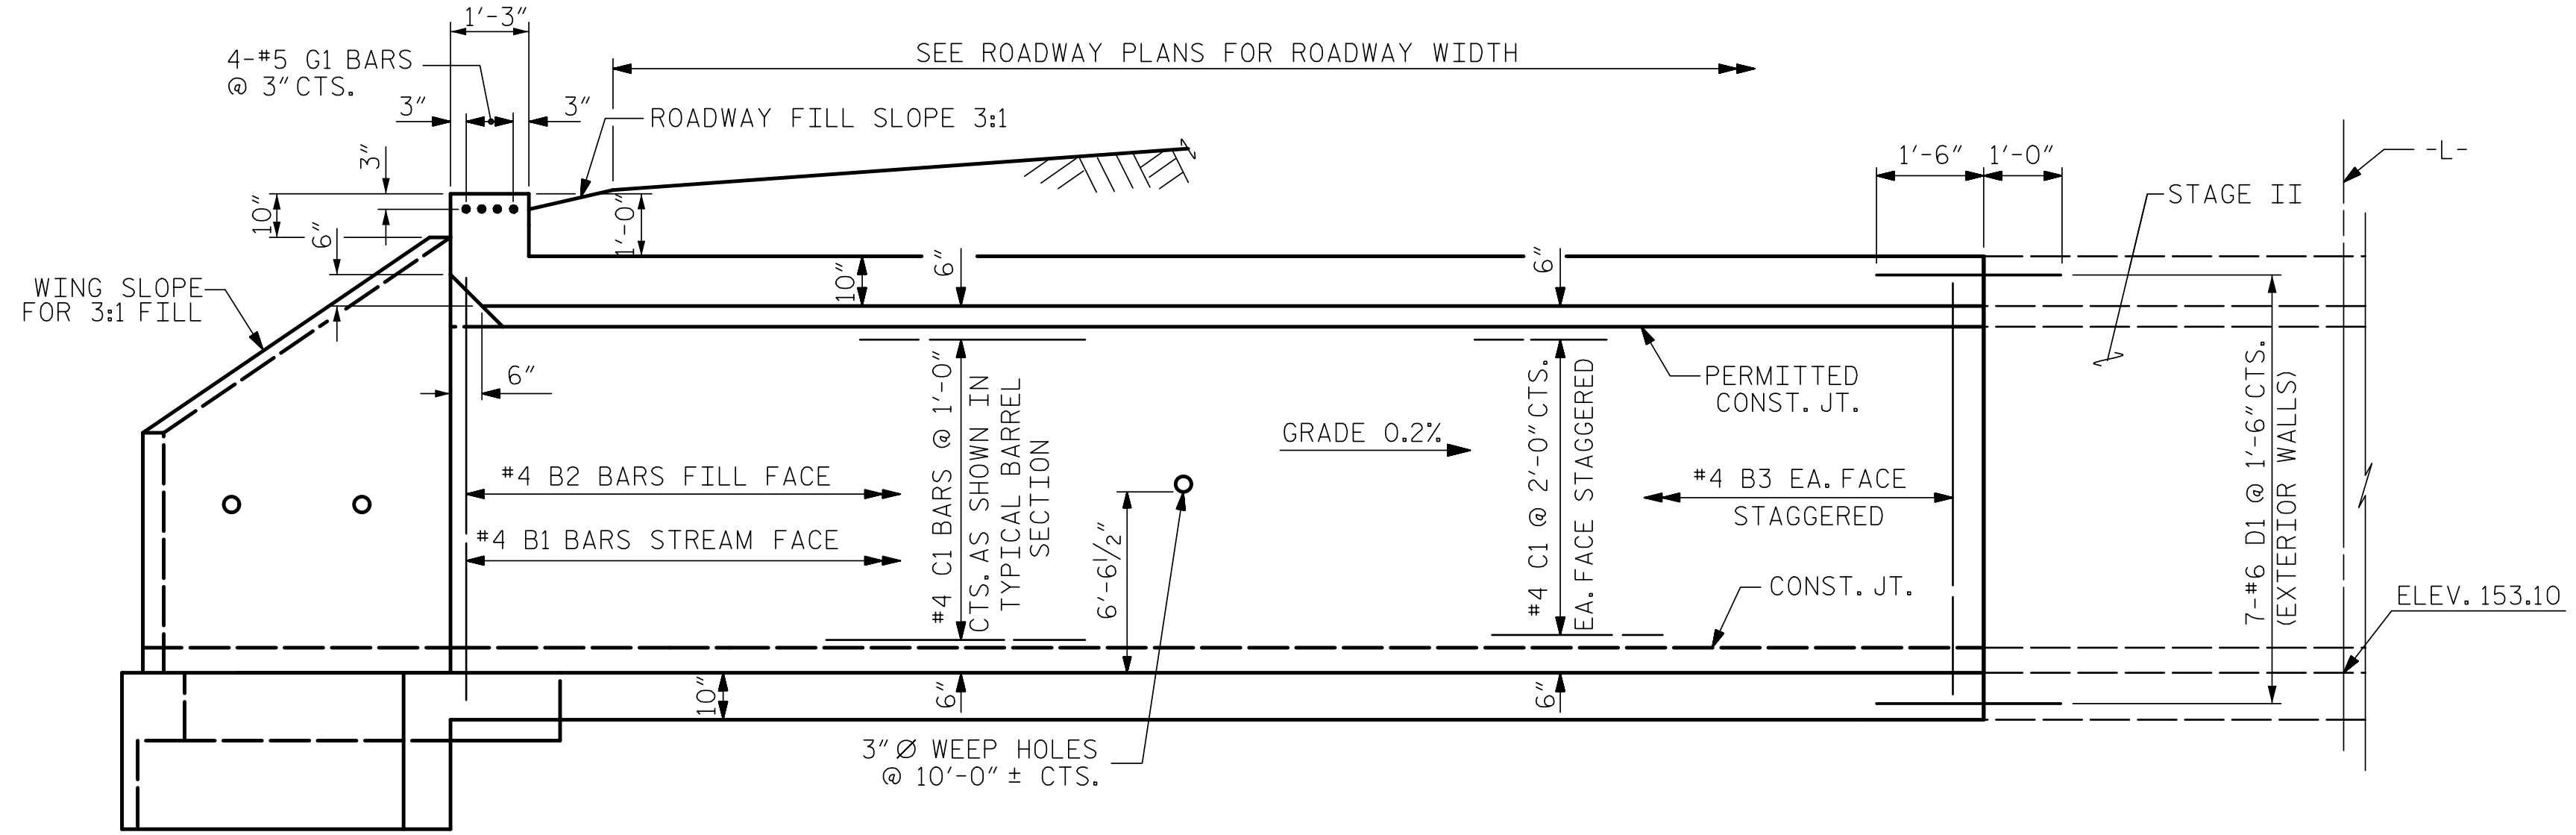 1'-3"
4-#5 G1 BARS
@ 3" CTS.
3"
3"
SEE ROADWAY PLANS FOR ROADWAY WIDTH
ROADWAY FILL SLOPE 3:1
3"
10"
6"
1'-0"
WING SLOPE
FOR 3:1 FILL
10"
6"
6"
1'-6"
1'-0"
-L-
STAGE II
6"
PERMITTED
CONST. JT.
GRADE 0.2%
#4 B2 BARS FILL FACE
#4 B1 BARS STREAM FACE
#4 C1 BARS @ 1'-0"
CTS. AS SHOWN IN
TYPICAL BARREL
SECTION
6'-6½"
#4 C1 @ 2'-0" CTS.
EA. FACE STAGGERED
#4 B3 EA. FACE
STAGGERED
CONST. JT.
7-#6 D1 @ 1'-6" CTS.
(EXTERIOR WALLS)
ELEV. 153.10
10"
6"
6"
3" Ø WEEP HOLES
@ 10'-0" ± CTS.